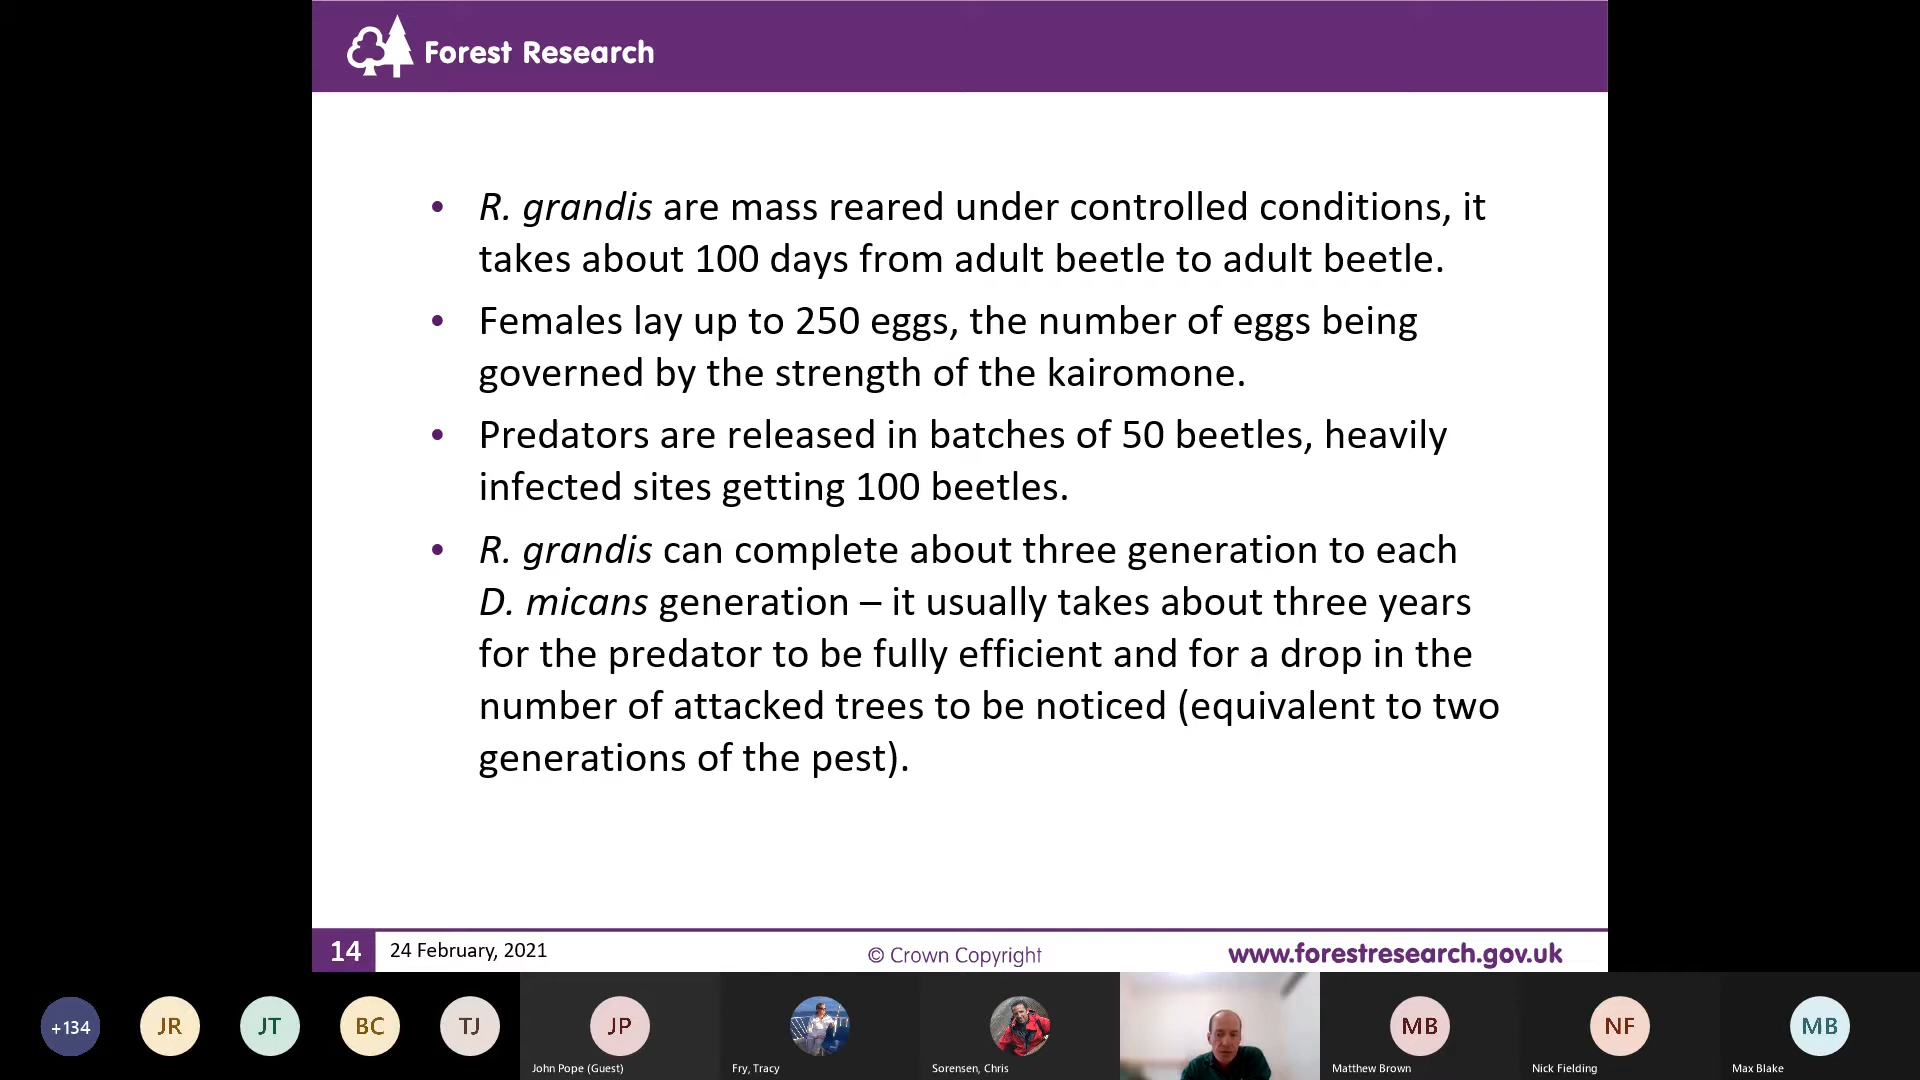 Forest Research
• R. grandis are mass reared under controlled conditions, it
takes about 100 days from adult beetle to adult beetle.
• Females lay up to 250 eggs, the number of eggs being
governed by the strength of the kairomone.
• Predators are released in batches of 50 beetles, heavily
infected sites getting 100 beetles.
• R. grandis can complete about three generation to each
D. micans generation – it usually takes about three years
for the predator to be fully efficient and for a drop in the
number of attacked trees to be noticed (equivalent to two
generations of the pest).
14 24 February, 2021 © Crown Copyright www.forestresearch.gov.uk
+134 JR JT BC TJ JP MB NF MB
John Pope (Guest) Fry, Tracy Sorensen, Chris Matthew Brown Nick Fielding Max Blake